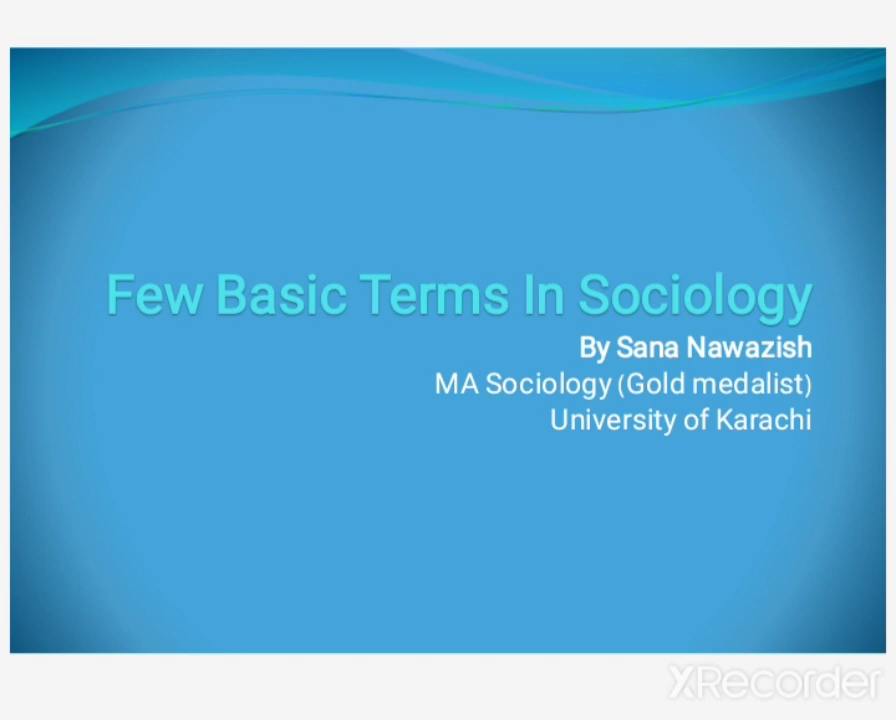 Few Basic Terms In Sociology
By Sana Nawazish
MA Sociology (Gold medalist)
University of Karachi
XRecorder